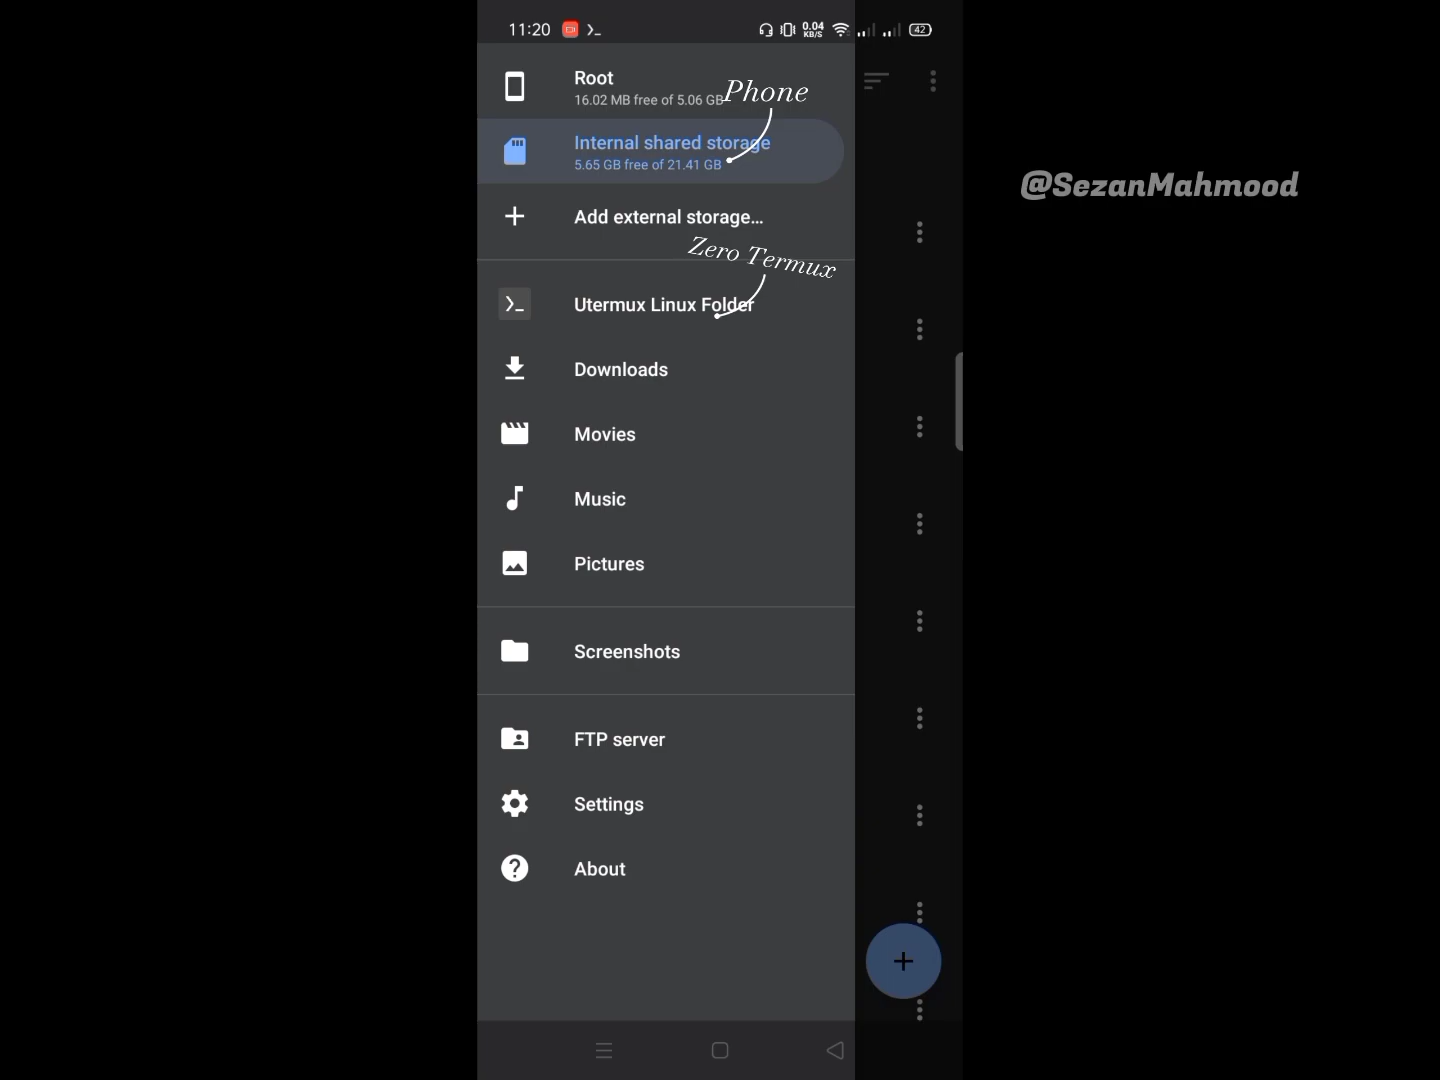 11:20
0.04
KB/S
42
Root
16.02 MB free of 5.06 GB
Phone
Internal shared storage
5.65 GB free of 21.41 GB
@SezanMahmood
Add external storage...
Zero Termux
Utermux Linux Folder
Downloads
Movies
Music
Pictures
Screenshots
FTP server
Settings
About